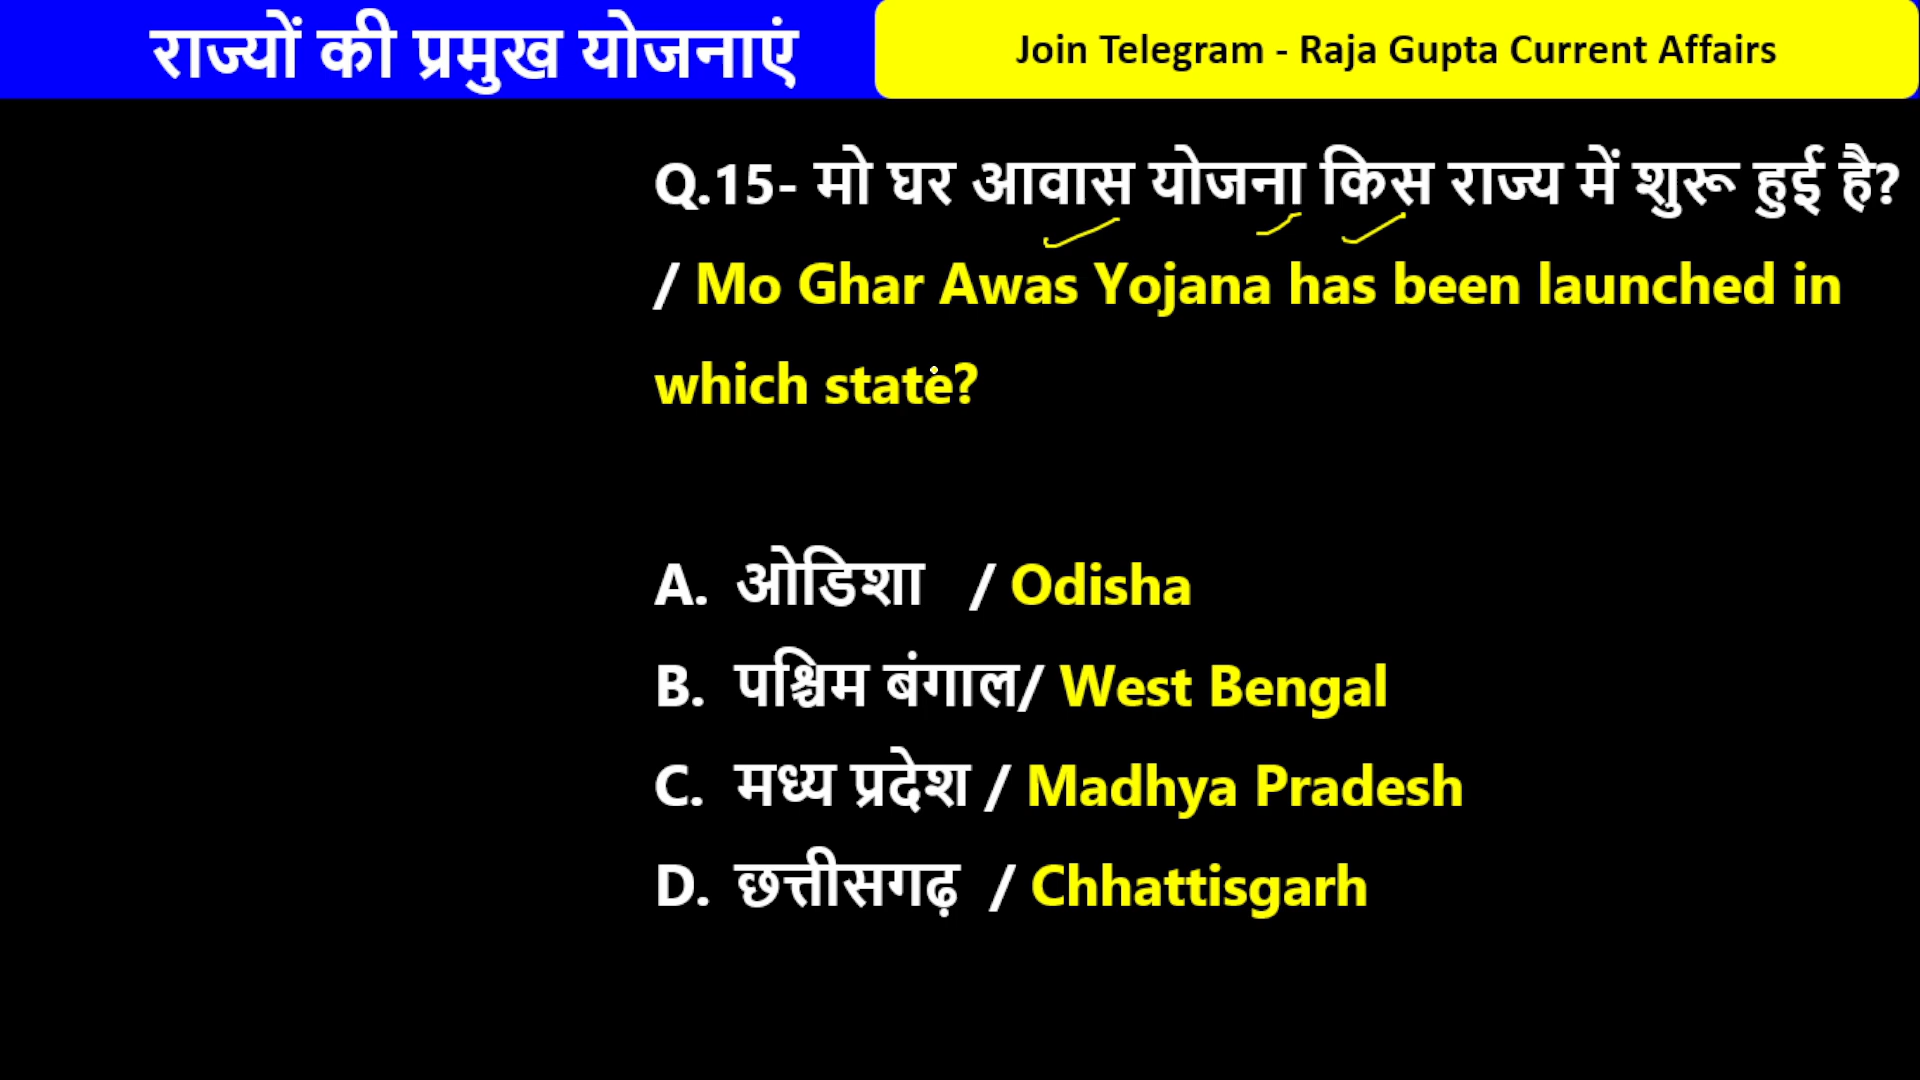 राज्यों की प्रमुख योजनाएं
Join Telegram - Raja Gupta Current Affairs
Q.15- मो घर आवास योजना किस राज्य में शुरू हुई है?
/ Mo Ghar Awas Yojana has been launched in
which state?
A. ओडिशा / Odisha
B. पश्चिम बंगाल/ West Bengal
C. मध्य प्रदेश / Madhya Pradesh
D. छत्तीसगढ़ / Chhattisgarh